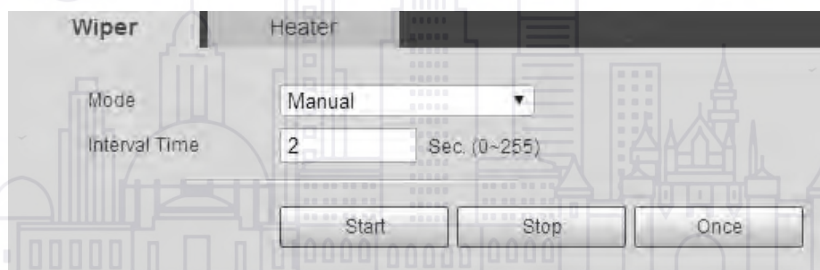 Wiper Heater
Mode Manual
Interval Time 2 Sec. (0~255)
Start Stop Once